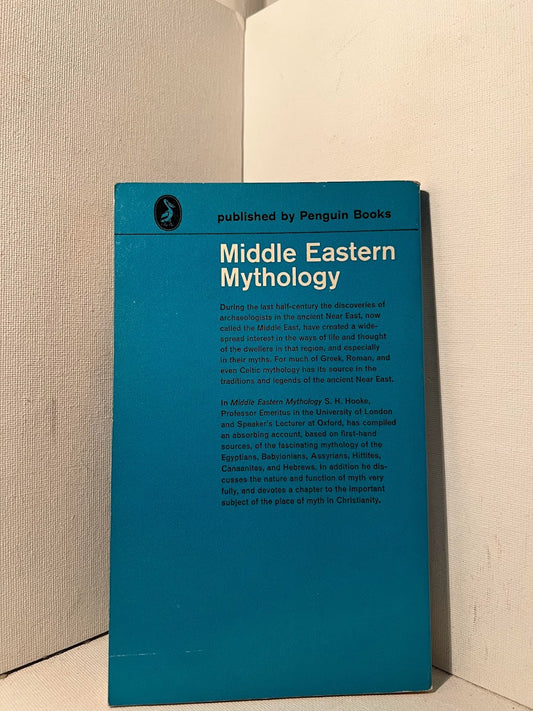 published by Penguin Books
Middle Eastern
Mythology
During the last half-century the discoveries of
archaeologists in the ancient Near East, now
called the Middle East, have created a wide-
spread interest in the ways of life and thought
of the dwellers in that region, and especially
in their myths. For much of Greek, Roman, and
even Celtic mythology has its source in the
traditions and legends of the ancient Near East.
In Middle Eastern Mythology S. H. Hooke,
Professor Emeritus in the University of London
and Speaker's Lecturer at Oxford, has compiled
an absorbing account, based on first-hand
sources, of the fascinating mythology of the
Egyptians, Babylonians, Assyrians, Hittites,
Canaanites, and Hebrews. In addition he dis-
cusses the nature and function of myth very
fully, and devotes a chapter to the important
subject of the place of myth in Christianity.